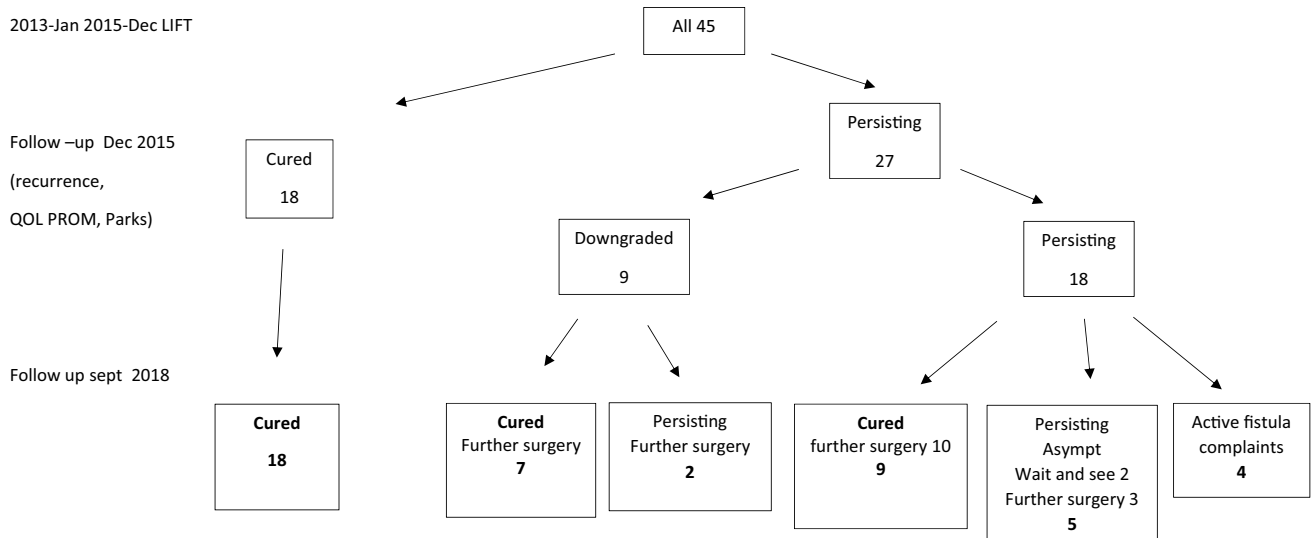 2013-Jan 2015-Dec LIFT
All 45
Follow –up Dec 2015
(recurrence,
QOL PROM, Parks)
Cured
18
Persisting
27
Downgraded
9
Persisting
18
Follow up sept 2018
Cured
18
Cured
Further surgery
7
Persisting
Further surgery
2
Cured
further surgery 10
9
Persisting
Asympt
Wait and see 2
Further surgery 3
5
Active fistula
complaints
4